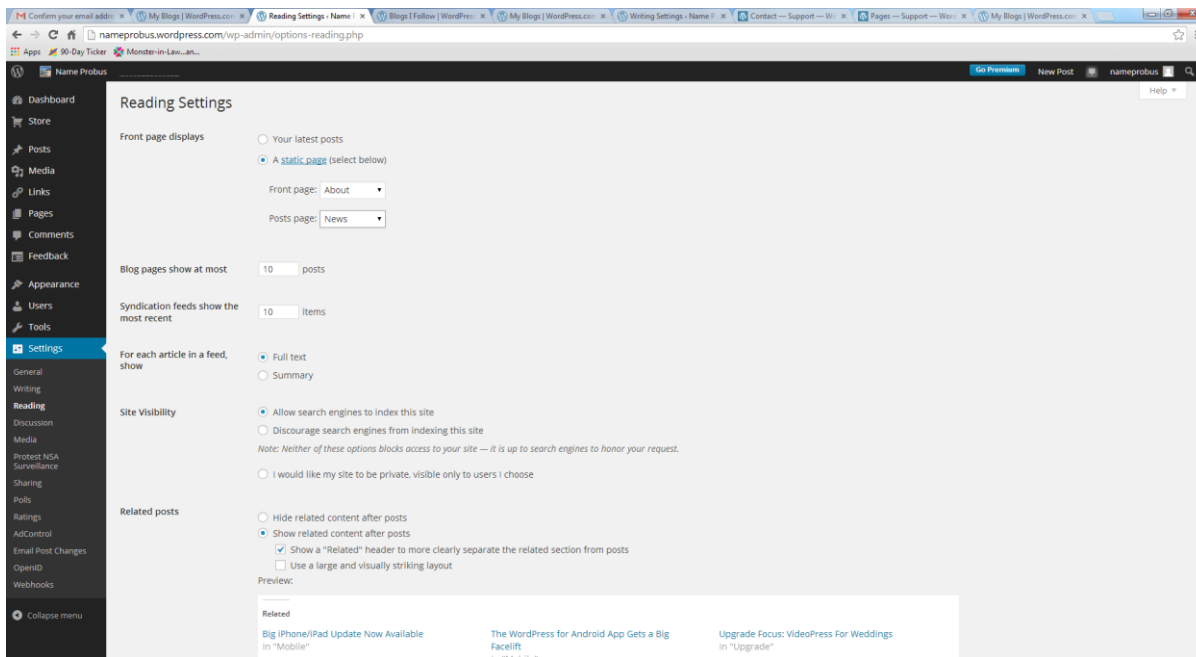 Confirm your email addre
My Blogs | WordPress.com
Reading Settings ‹ Name P
Blogs I Follow | WordPres
My Blogs | WordPress.com
Writing Settings ‹ Name P
Contact — Support — Wo
Pages — Support — Word
My Blogs | WordPress.com
nameprobus.wordpress.com/wp-admin/options-reading.php
Apps 90-Day Ticker Monster-in-Law...an...
Name Probus
Go Premium New Post nameprobus
Help
Dashboard
Store
Posts
Media
Links
Pages
Comments
Feedback
Appearance
Users
Tools
Settings
General
Writing
Reading
Discussion
Media
Protest NSA
Surveillance
Sharing
Polls
Ratings
AdControl
Email Post Changes
OpenID
Webhooks
Collapse menu
Reading Settings
Front page displays
Your latest posts
A static page (select below)
Front page: About
Posts page: News
Blog pages show at most 10 posts
Syndication feeds show the
most recent
10 items
For each article in a feed,
show
Full text
Summary
Site Visibility
Allow search engines to index this site
Discourage search engines from indexing this site
Note: Neither of these options blocks access to your site — it is up to search engines to honor your request.
I would like my site to be private, visible only to users I choose
Related posts
Hide related content after posts
Show related content after posts
Show a "Related" header to more clearly separate the related section from posts
Use a large and visually striking layout
Preview:
Related
Big iPhone/iPad Update Now Available
In "Mobile"
The WordPress for Android App Gets a Big
Facelift
Upgrade Focus: VideoPress For Weddings
In "Upgrade"